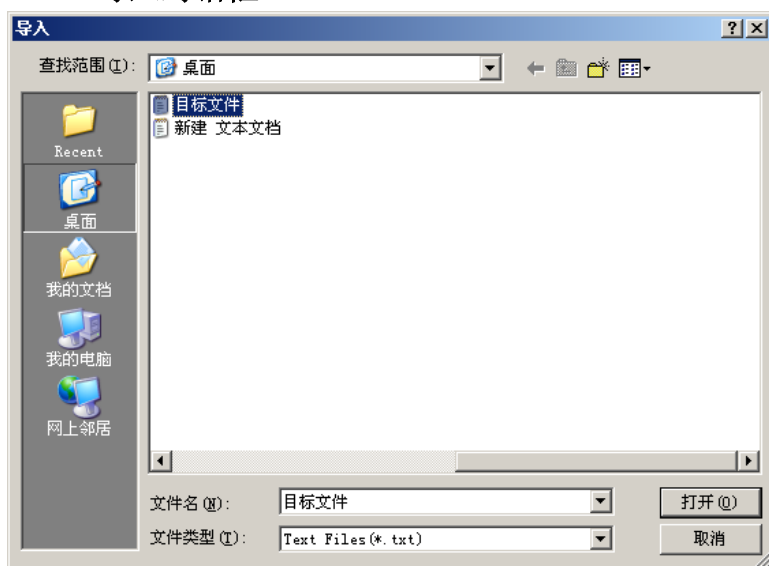 导入
查找范围(I):
桌面
目标文件
新建 文本文档
Recent
桌面
我的文档
我的电脑
网上邻居
文件名(N):
目标文件
打开(O)
文件类型(T):
Text Files(*.txt)
取消